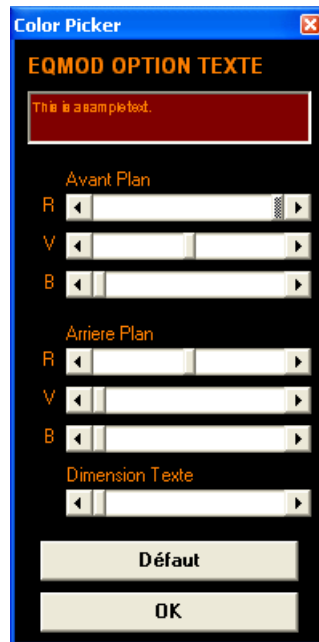 Color Picker
EQMOD OPTION TEXTE
This is a sample text.
Avant Plan
R
V
B
Arriere Plan
R
V
B
Dimension Texte
Défaut
OK